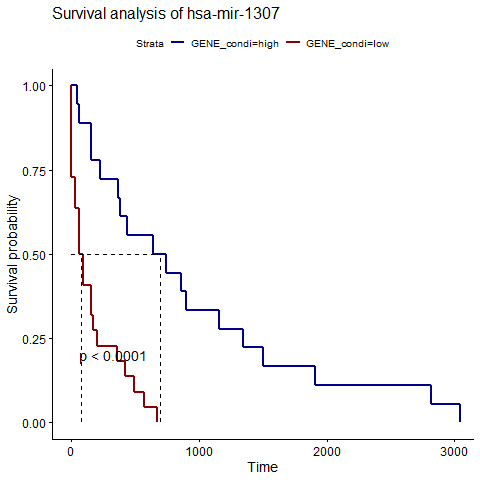 Survival analysis of hsa-mir-1307
Strata GENE_condi=high GENE_condi=low
1.00
0.75
0.50
0.25
0.00
Survival probability
p < 0.0001
0 1000 2000 3000
Time